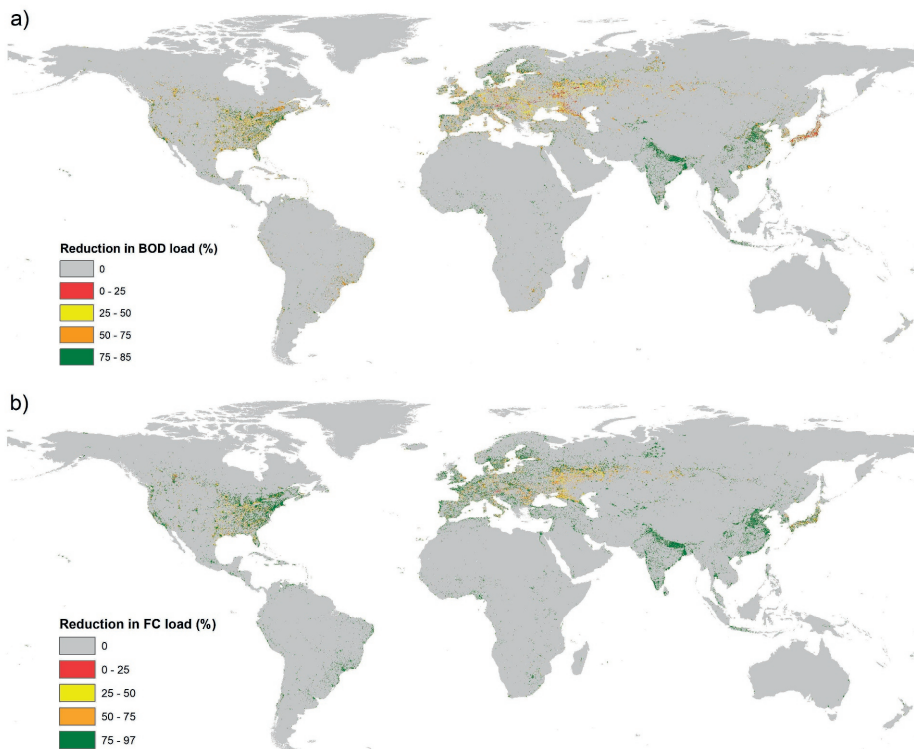 a)
Reduction in BOD load (%)
0
0 - 25
25 - 50
50 - 75
75 - 85
b)
Reduction in FC load (%)
0
0 - 25
25 - 50
50 - 75
75 - 97